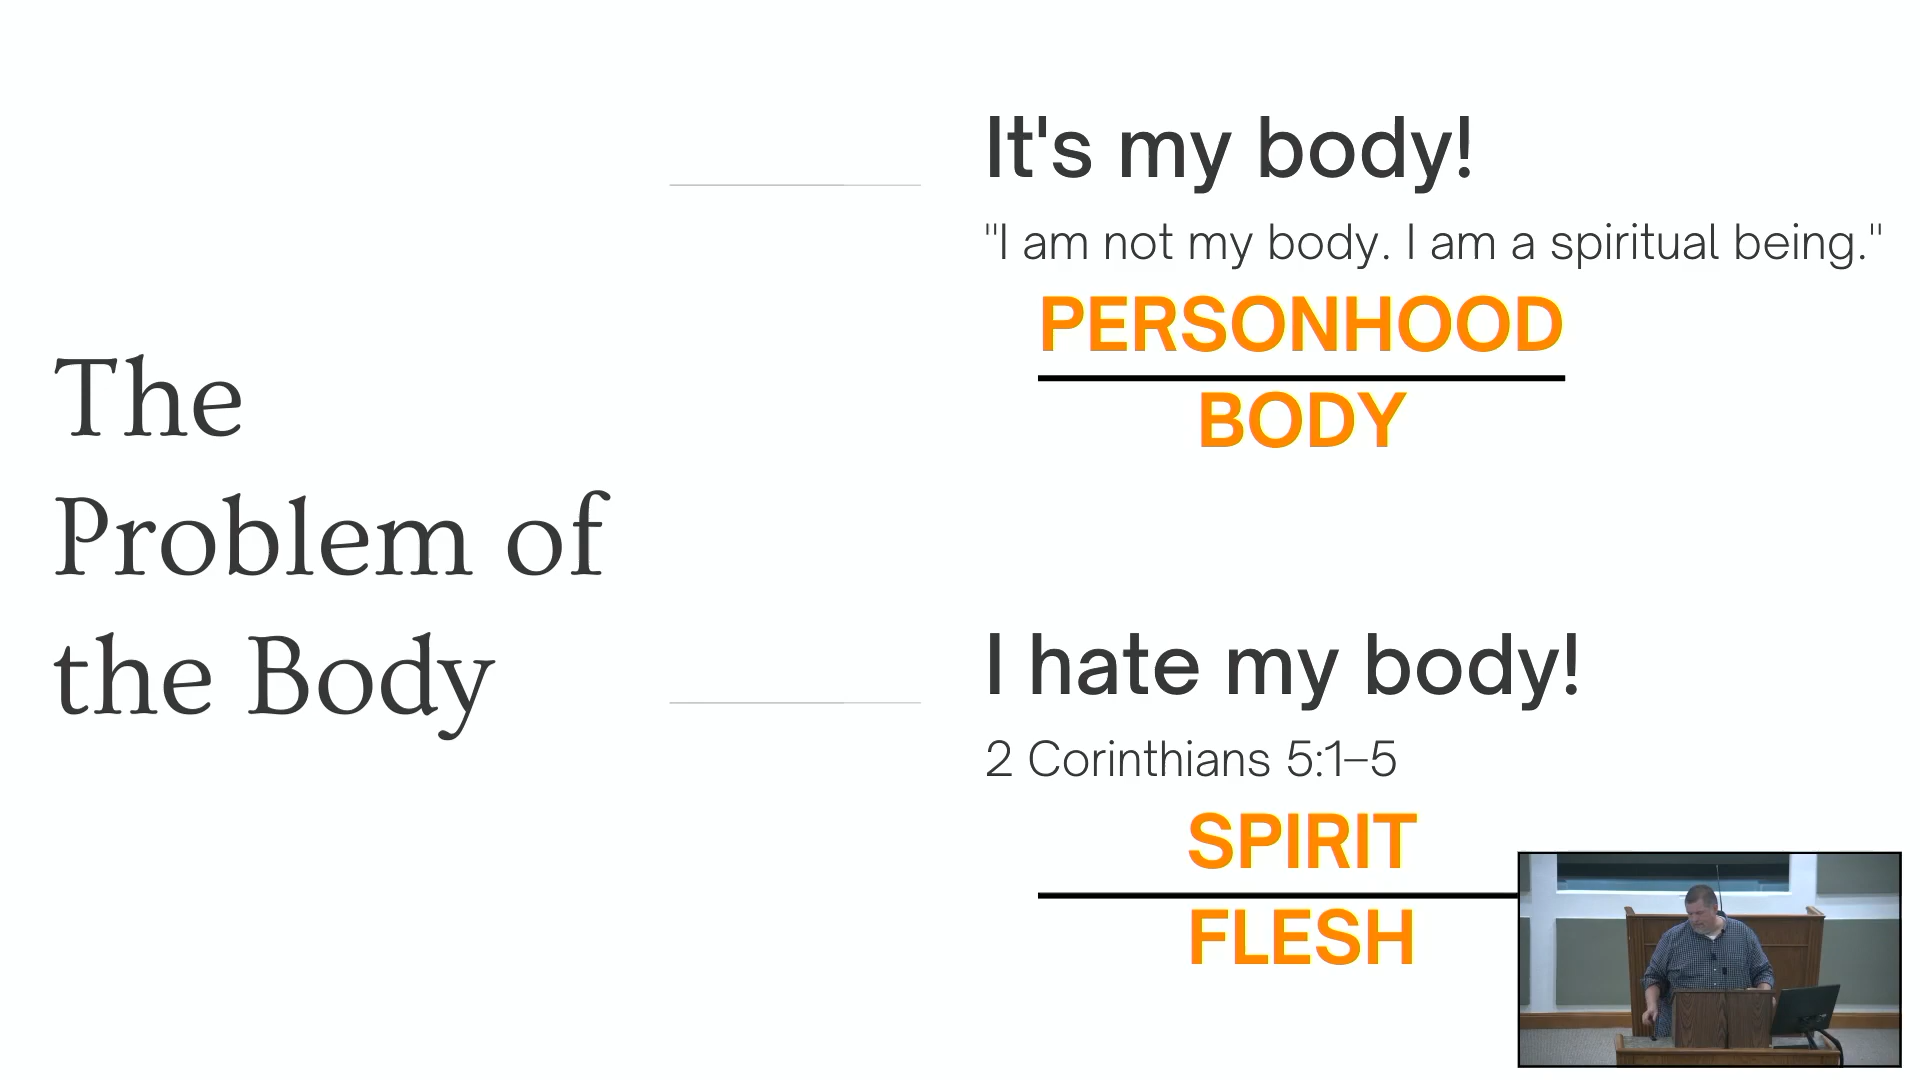 The
Problem of
the Body
It's my body!
"I am not my body. I am a spiritual being."
PERSONHOOD
BODY
I hate my body!
2 Corinthians 5:1–5
SPIRIT
FLESH